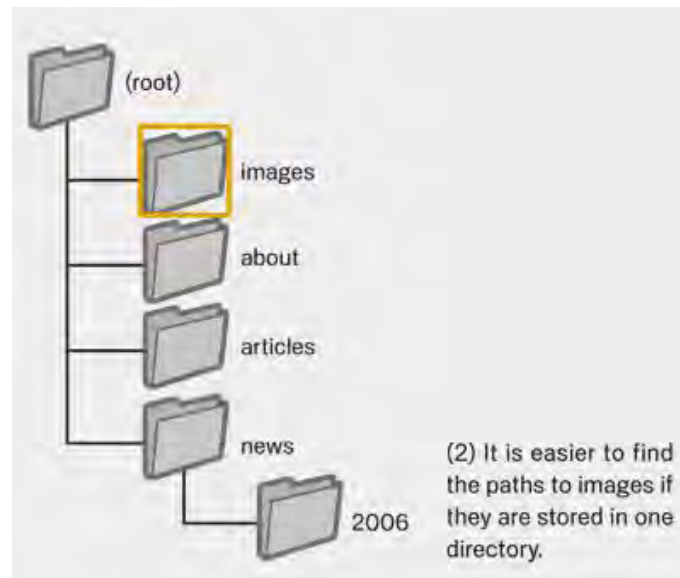 (root)
images
about
articles
news
2006
(2) It is easier to find
the paths to images if
they are stored in one
directory.